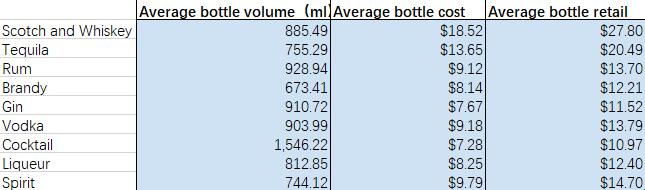 Average bottle volume（ml) Average bottle cost Average bottle retail
Scotch and Whiskey 885.49 $18.52 $27.80
Tequila 755.29 $13.65 $20.49
Rum 928.94 $9.12 $13.70
Brandy 673.41 $8.14 $12.21
Gin 910.72 $7.67 $11.52
Vodka 903.99 $9.18 $13.79
Cocktail 1,546.22 $7.28 $10.97
Liqueur 812.85 $8.25 $12.40
Spirit 744.12 $9.79 $14.70